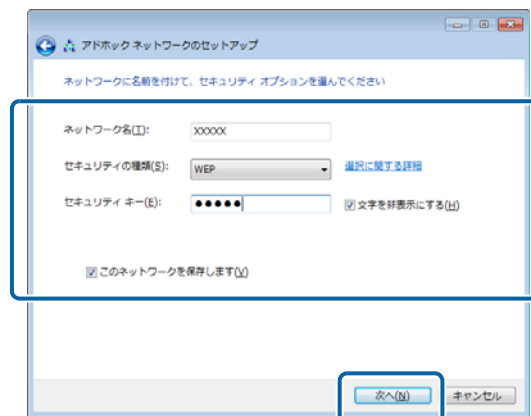 アドホック ネットワークのセットアップ
ネットワークに名前を付けて、セキュリティ オプションを選んでください
ネットワーク名(T): XXXXX
セキュリティの種類(S): WEP 選択に関する詳細
セキュリティ キー(E): ●●●●● 文字を非表示にする(H)
このネットワークを保存します(V)
次へ(N) キャンセル